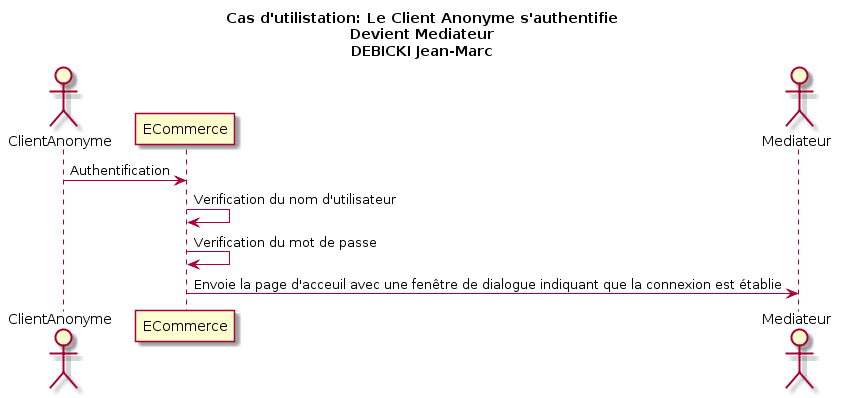 Cas d'utilistation: Le Client Anonyme s'authentifie
Devient Mediateur
DEBICKI Jean-Marc
ClientAnonyme
ECommerce
Mediateur
Authentification
Verification du nom d'utilisateur
Verification du mot de passe
Envoie la page d'acceuil avec une fenêtre de dialogue indiquant que la connexion est établie
ClientAnonyme
ECommerce
Mediateur